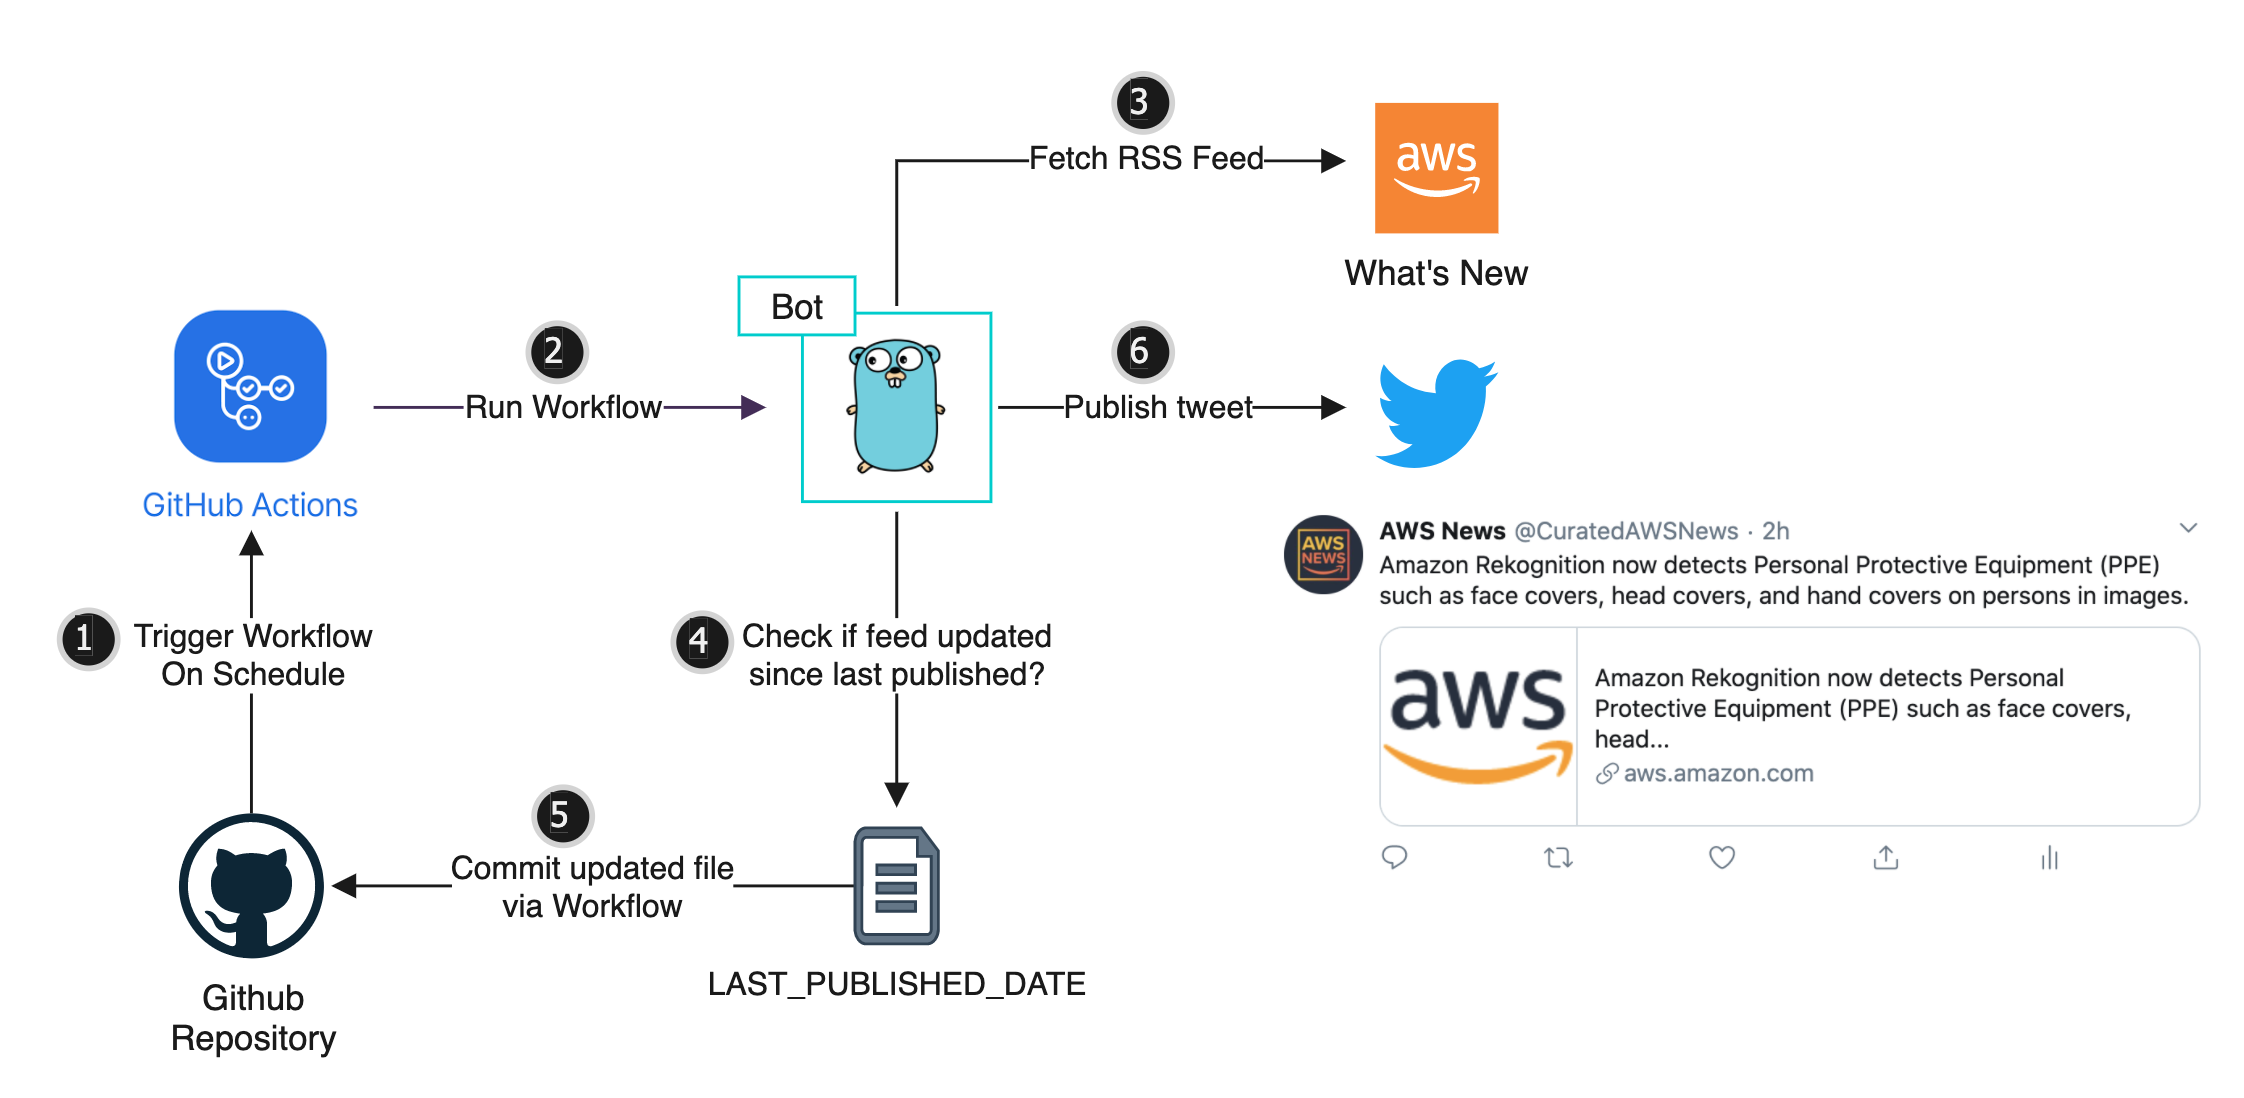 3
Fetch RSS Feed
aws
What's New
Bot
2
Run Workflow
6
Publish tweet
GitHub Actions
1
Trigger Workflow
On Schedule
4
Check if feed updated
since last published?
5
Commit updated file
via Workflow
LAST_PUBLISHED_DATE
Github
Repository
AWS
NEWS
AWS News @CuratedAWSNews · 2h
Amazon Rekognition now detects Personal Protective Equipment (PPE)
such as face covers, head covers, and hand covers on persons in images.
aws
Amazon Rekognition now detects Personal
Protective Equipment (PPE) such as face covers,
head...
aws.amazon.com